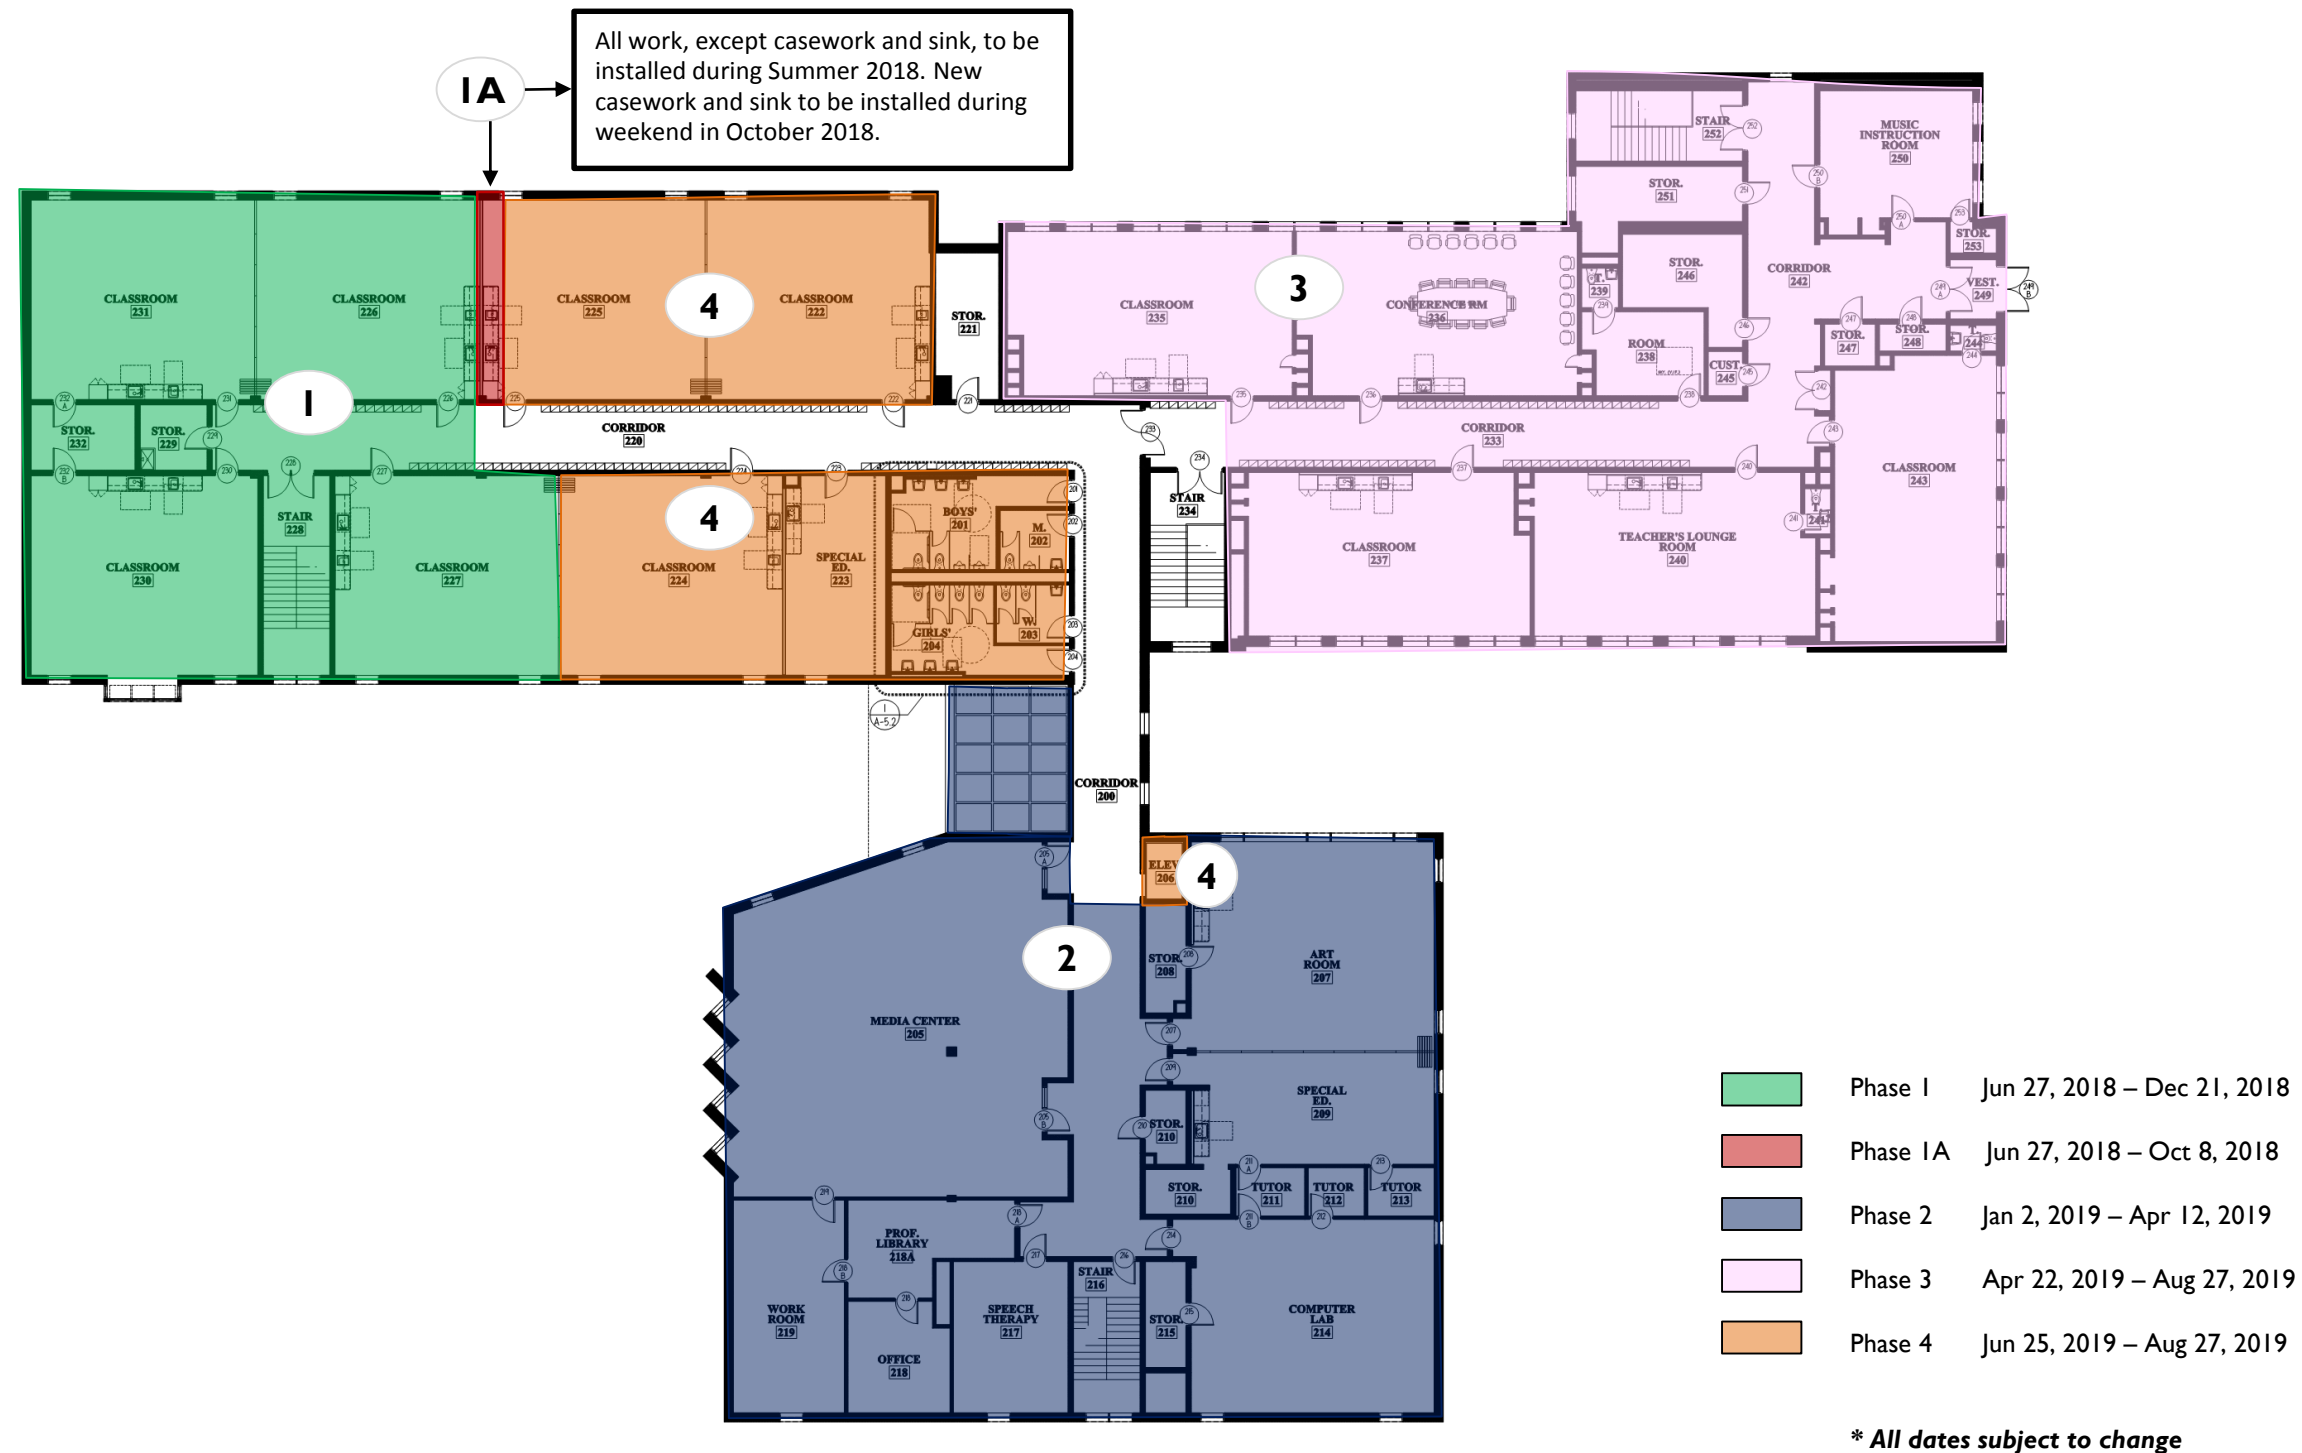 1A
All work, except casework and sink, to be
installed during Summer 2018. New
casework and sink to be installed during
weekend in October 2018.
CLASSROOM
231
CLASSROOM
226
CLASSROOM
225
4
CLASSROOM
222
STOR.
221
1
STOR.
232
STOR.
229
CORRIDOR
220
CLASSROOM
230
STAIR
228
CLASSROOM
227
4
CLASSROOM
224
SPECIAL
ED.
223
BOYS'
201
M.
202
GIRLS'
204
W.
203
1
A-5.2
STAIR
252
MUSIC
INSTRUCTION
ROOM
250
STOR.
251
STOR.
253
CLASSROOM
235
3
CONFERENCE RM
236
T.
239
STOR.
246
CORRIDOR
242
VEST.
249
ROOM
238
CUST.
245
STOR.
247
STOR.
248
T.
244
CORRIDOR
233
STAIR
234
CLASSROOM
237
TEACHER'S LOUNGE
ROOM
240
T.
241
CLASSROOM
243
CORRIDOR
200
ELEV.
206
4
2
STOR.
208
ART
ROOM
207
MEDIA CENTER
205
SPECIAL
ED.
209
STOR.
210
STOR.
210
TUTOR
211
TUTOR
212
TUTOR
213
PROF.
LIBRARY
218A
STAIR
216
WORK
ROOM
219
OFFICE
218
SPEECH
THERAPY
217
STOR.
215
COMPUTER
LAB
214
Phase 1 Jun 27, 2018 – Dec 21, 2018
Phase 1A Jun 27, 2018 – Oct 8, 2018
Phase 2 Jan 2, 2019 – Apr 12, 2019
Phase 3 Apr 22, 2019 – Aug 27, 2019
Phase 4 Jun 25, 2019 – Aug 27, 2019
* All dates subject to change